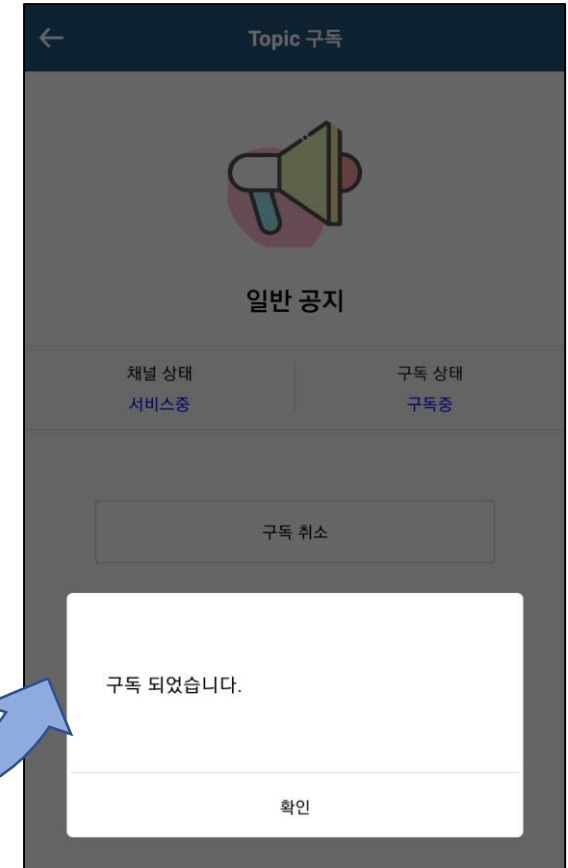 Topic 구독
일반 공지
채널 상태 구독 상태
서비스중 구독중
구독 취소
구독 되었습니다.
확인